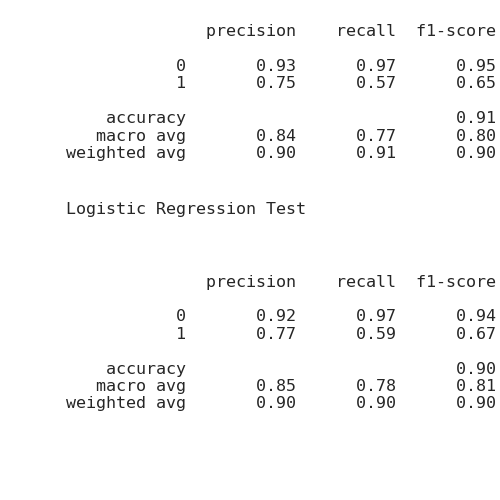 precision recall f1-score
0 0.93 0.97 0.95
1 0.75 0.57 0.65
accuracy 0.91
macro avg 0.84 0.77 0.80
weighted avg 0.90 0.91 0.90
Logistic Regression Test
precision recall f1-score
0 0.92 0.97 0.94
1 0.77 0.59 0.67
accuracy 0.90
macro avg 0.85 0.78 0.81
weighted avg 0.90 0.90 0.90